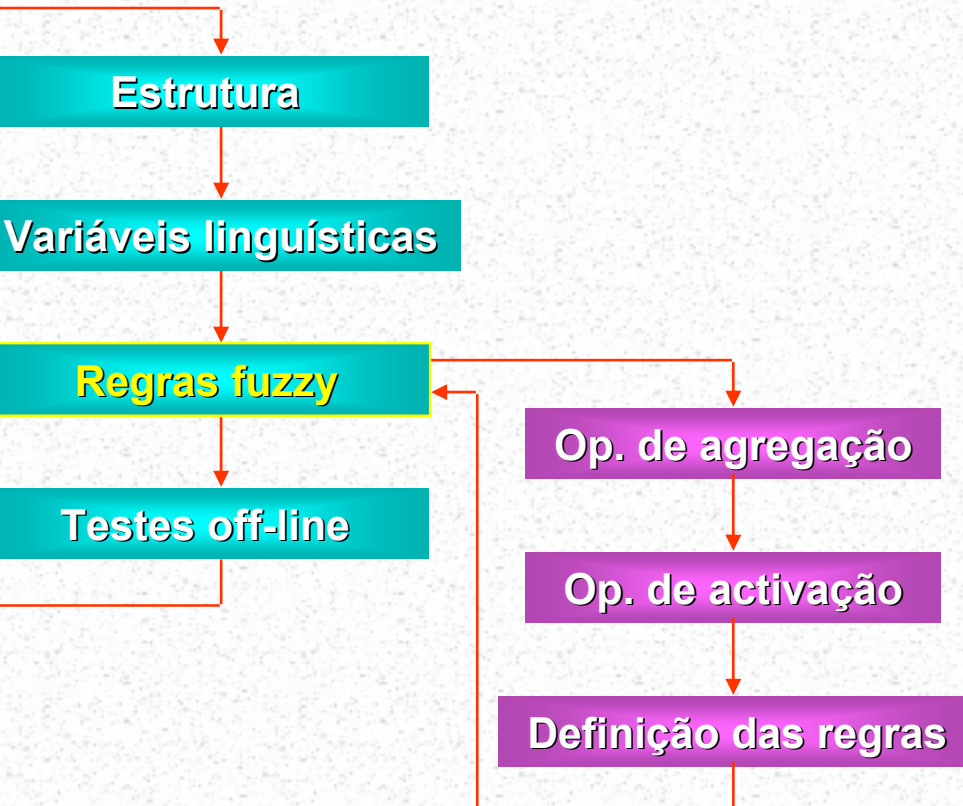 Estrutura
Variáveis linguísticas
Regras fuzzy
Testes off-line
Op. de agregação
Op. de activação
Definição das regras